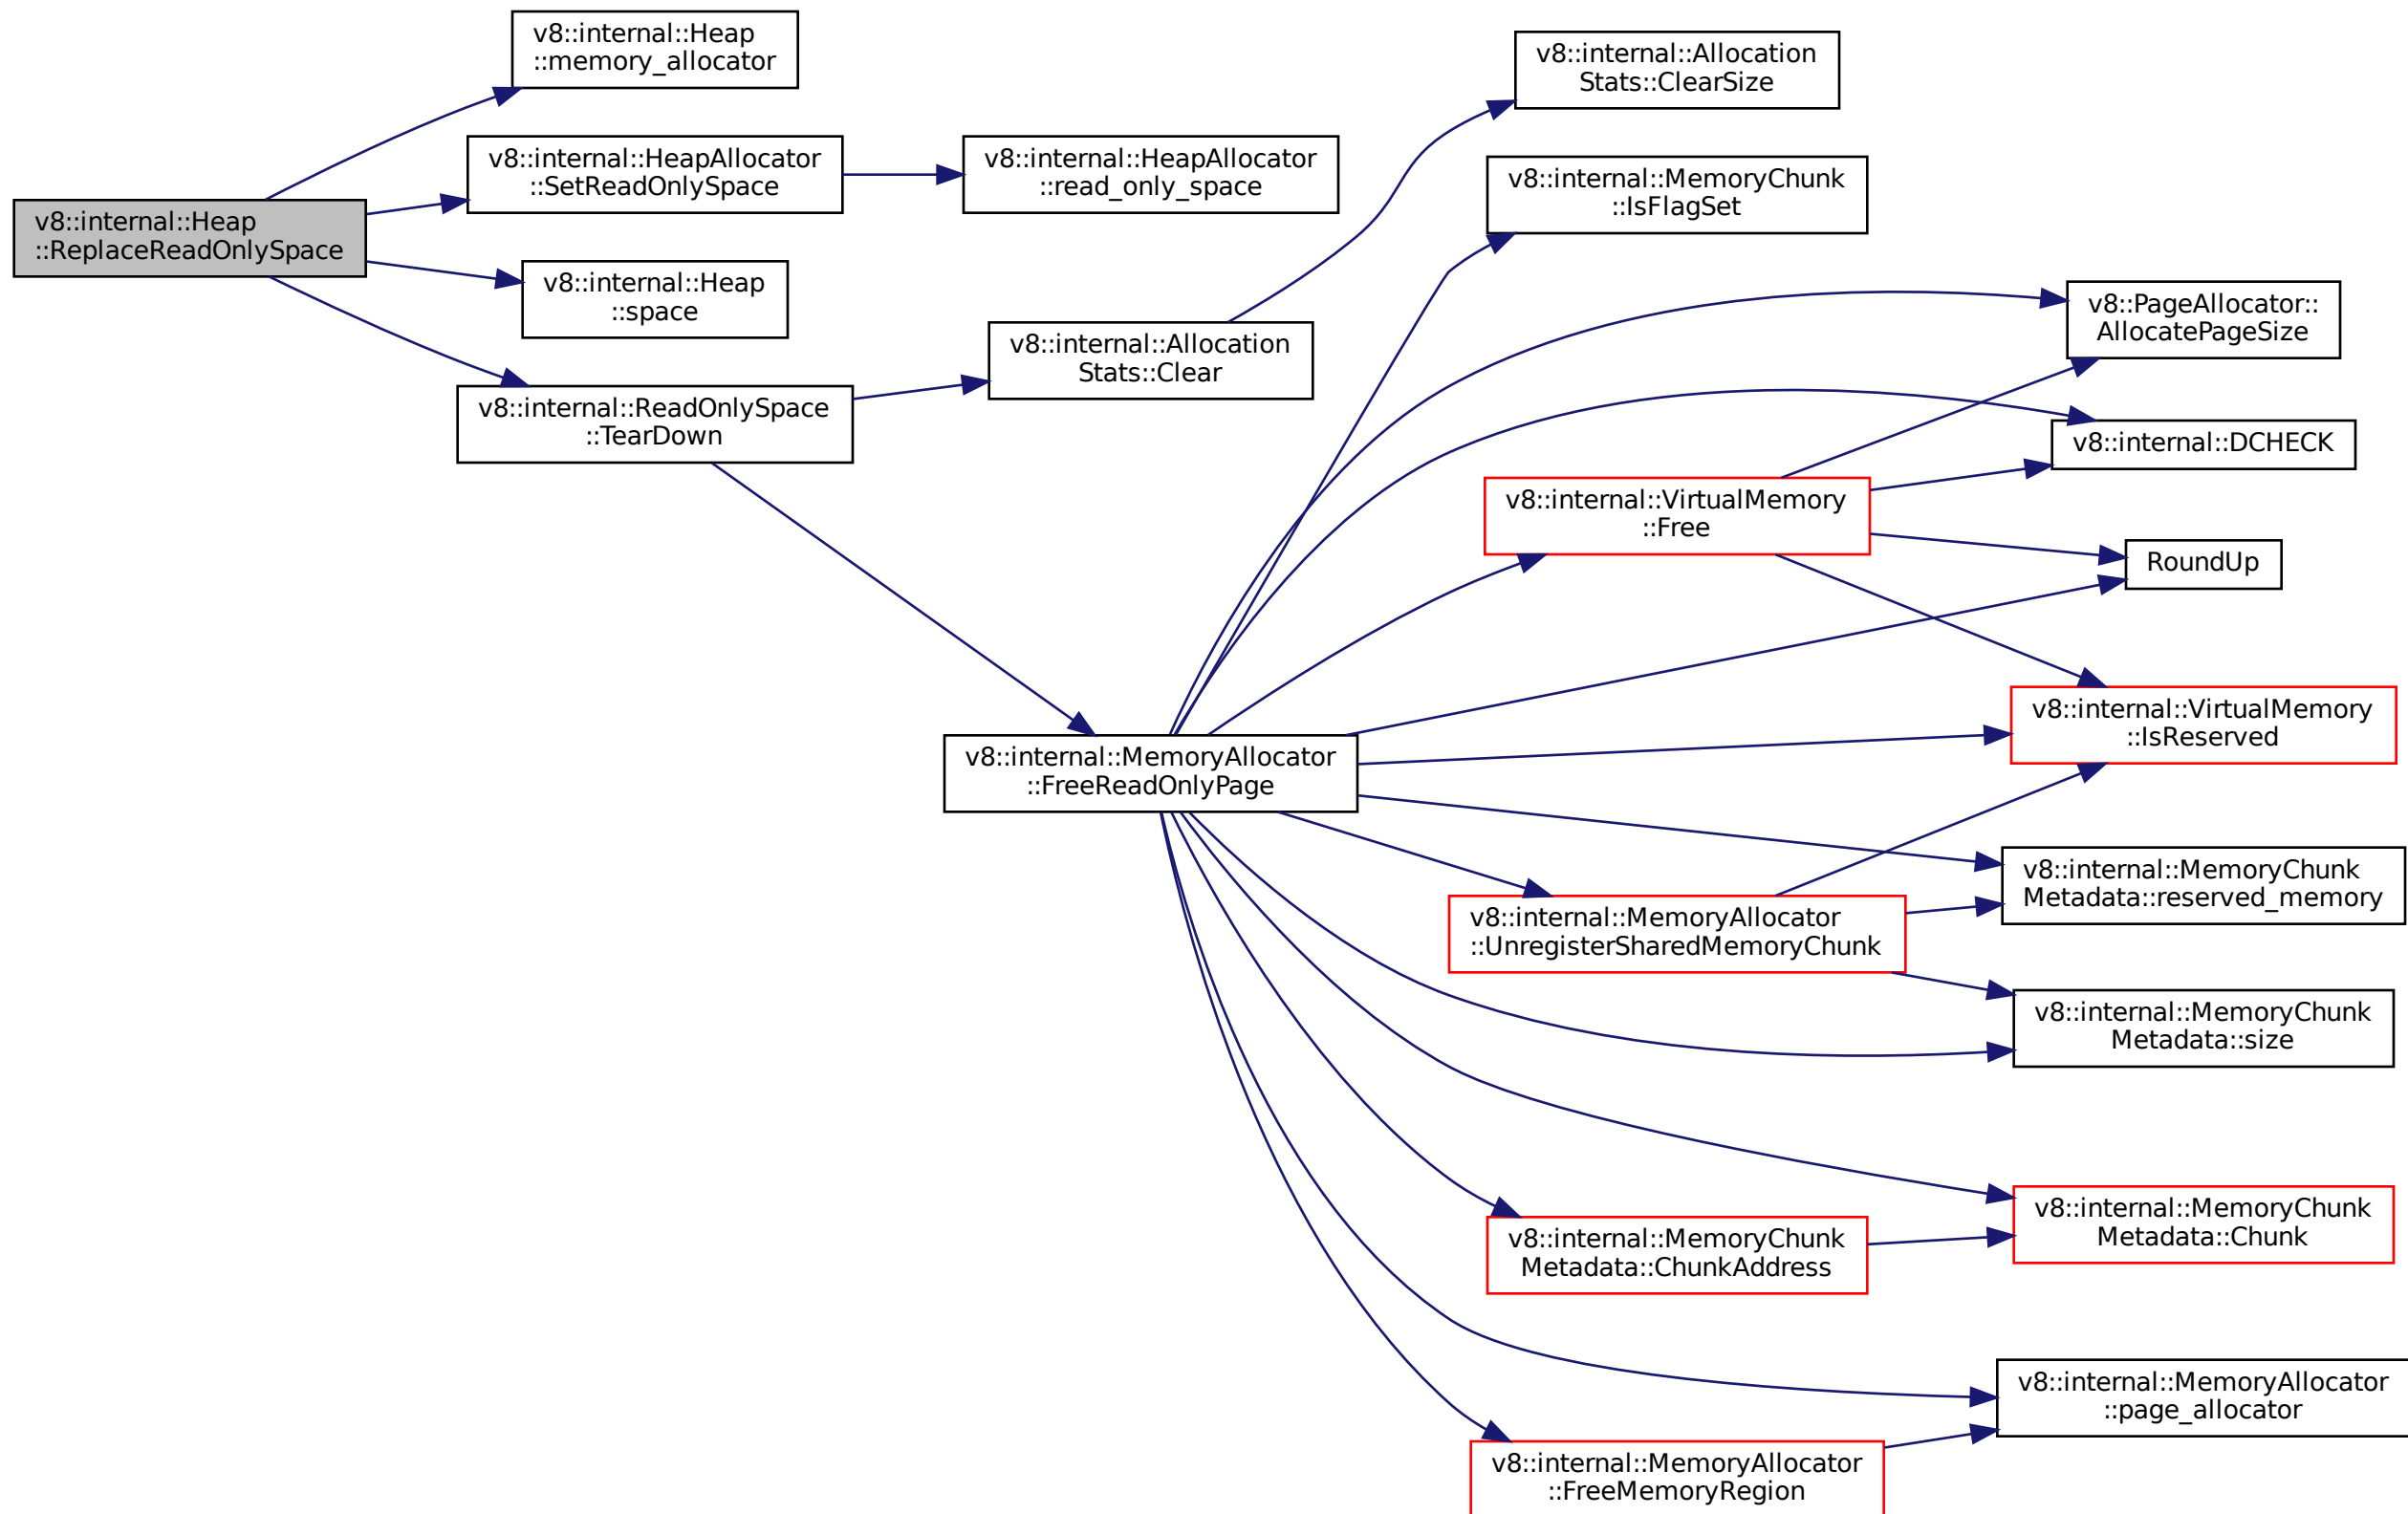 v8::internal::Heap
::memory_allocator
v8::internal::Allocation
Stats::ClearSize
v8::internal::HeapAllocator
::SetReadOnlySpace
v8::internal::HeapAllocator
::read_only_space
v8::internal::MemoryChunk
::IsFlagSet
v8::internal::Heap
::ReplaceReadOnlySpace
v8::internal::Heap
::space
v8::PageAllocator::
AllocatePageSize
v8::internal::Allocation
Stats::Clear
v8::internal::ReadOnlySpace
::TearDown
v8::internal::DCHECK
v8::internal::VirtualMemory
::Free
RoundUp
v8::internal::VirtualMemory
::IsReserved
v8::internal::MemoryAllocator
::FreeReadOnlyPage
v8::internal::MemoryChunk
Metadata::reserved_memory
v8::internal::MemoryAllocator
::UnregisterSharedMemoryChunk
v8::internal::MemoryChunk
Metadata::size
v8::internal::MemoryChunk
Metadata::Chunk
v8::internal::MemoryChunk
Metadata::ChunkAddress
v8::internal::MemoryAllocator
::page_allocator
v8::internal::MemoryAllocator
::FreeMemoryRegion